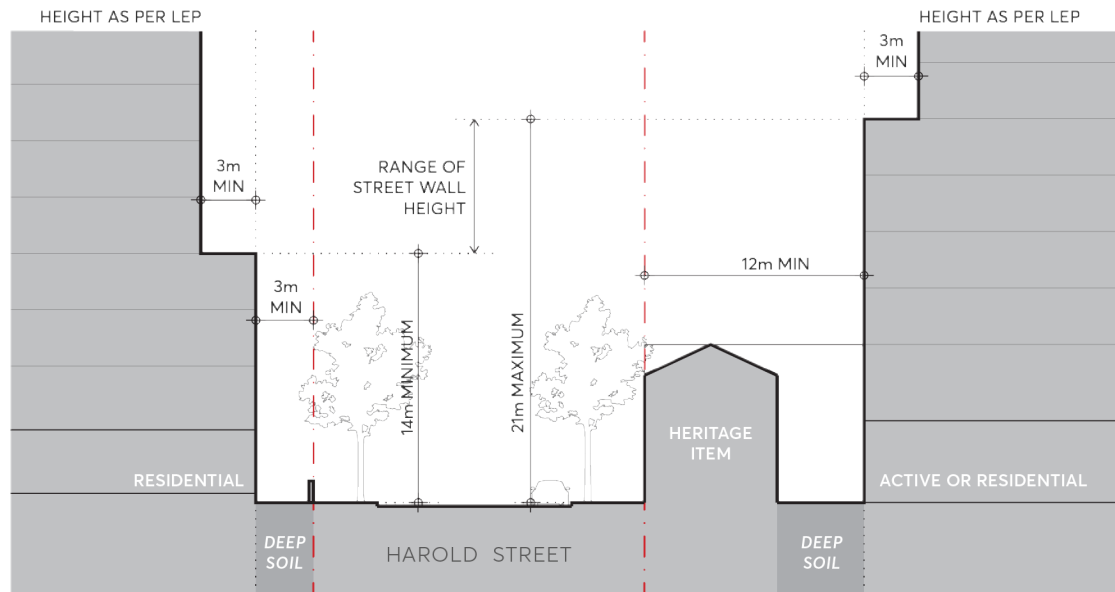 HEIGHT AS PER LEP
HEIGHT AS PER LEP
3m
MIN
3m
MIN
RANGE OF
STREET WALL
HEIGHT
12m MIN
3m
MIN
14m MINIMUM
21m MAXIMUM
HERITAGE
ITEM
RESIDENTIAL
ACTIVE OR RESIDENTIAL
DEEP
SOIL
HAROLD STREET
DEEP
SOIL